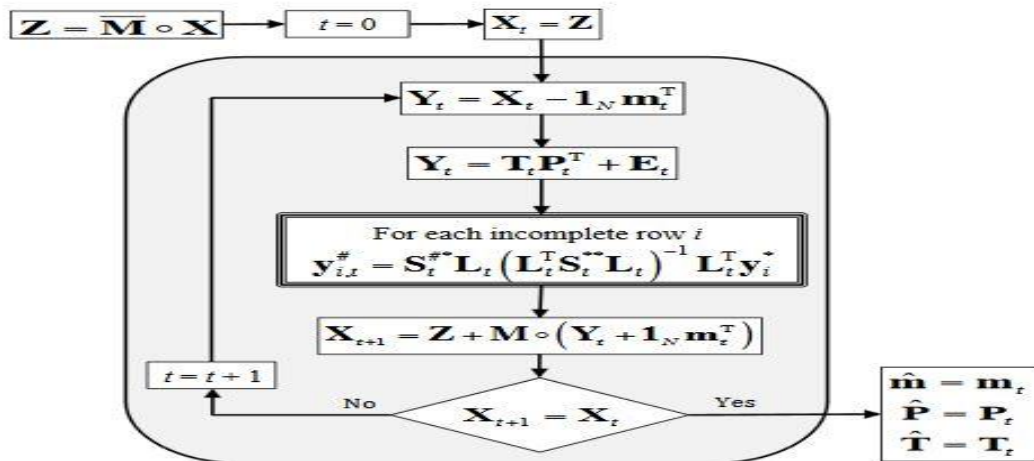 Z = M̅ ∘ X
t = 0
X_t = Z
Y_t = X_t − 1_N m_t^T
Y_t = T_t P_t^T + E_t
For each incomplete row i
y_{i,t}^# = S_t^{#*} L_t (L_t^T S_t^{**} L_t)^{−1} L_t^T y_i^*
X_{t+1} = Z + M ∘ (Y_t + 1_N m_t^T)
t = t + 1
No
X_{t+1} = X_t
Yes
m̂ = m_t
P̂ = P_t
T̂ = T_t